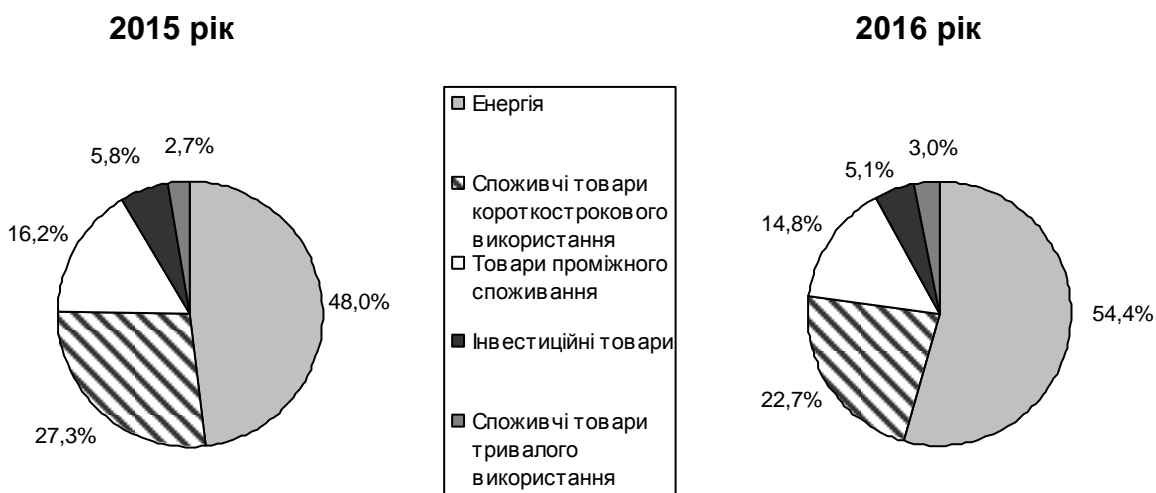 2015 рік
2016 рік
2,7%
5,8%
16,2%
48,0%
27,3%
Енергія
Споживчі товари
короткострокового
використання
Товари проміжного
споживання
Інвестиційні товари
Споживчі товари
тривалого
використання
3,0%
5,1%
14,8%
54,4%
22,7%